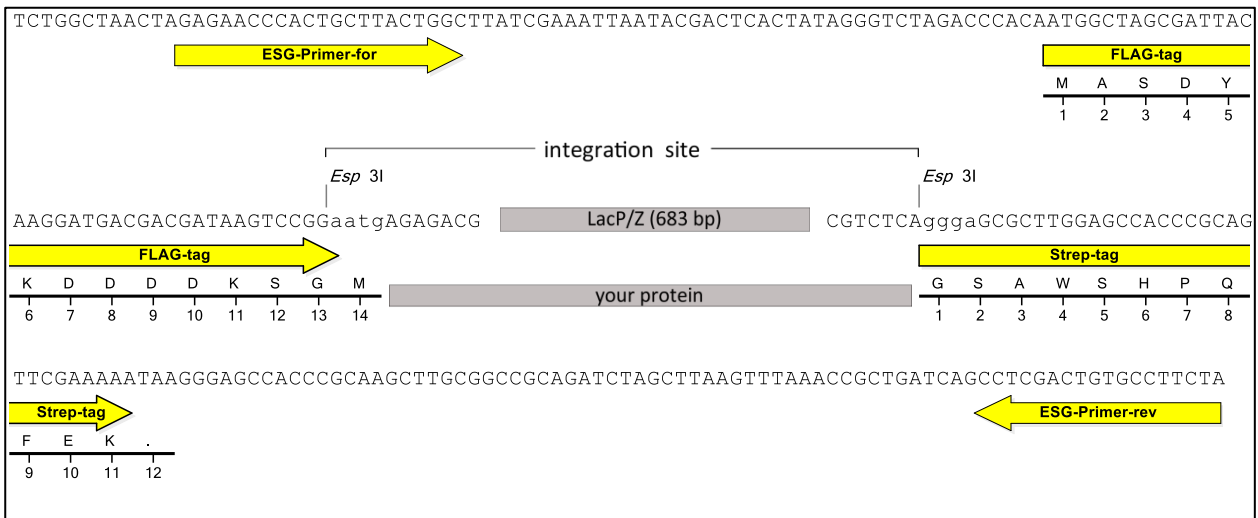 TCTGGCTAACTAGAGAACCCACTGCTTACTGGCTTATCGAAATTAATACGACTCACTATAGGGTCTAGACCCACAATGGCTAGCGATTAC
ESG-Primer-for FLAG-tag
M A S D Y
1 2 3 4 5
integration site
Esp 3I Esp 3I
AAGGATGACGACGATAAGTCCGGaatgAGAGACG LacP/Z (683 bp) CGTCTCAgggaGCGCTTGGAGCCACCCGCAG
FLAG-tag Strep-tag
K D D D D K S G M your protein G S A W S H P Q
6 7 8 9 10 11 12 13 14 1 2 3 4 5 6 7 8
TTCGAAAAATAAGGGAGCCACCCGCAAGCTTGCGGCCGCAGATCTAGCTTAAGTTTAAACCGCTGATCAGCCTCGACTGTGCCTTCTA
Strep-tag ESG-Primer-rev
F E K .
9 10 11 12